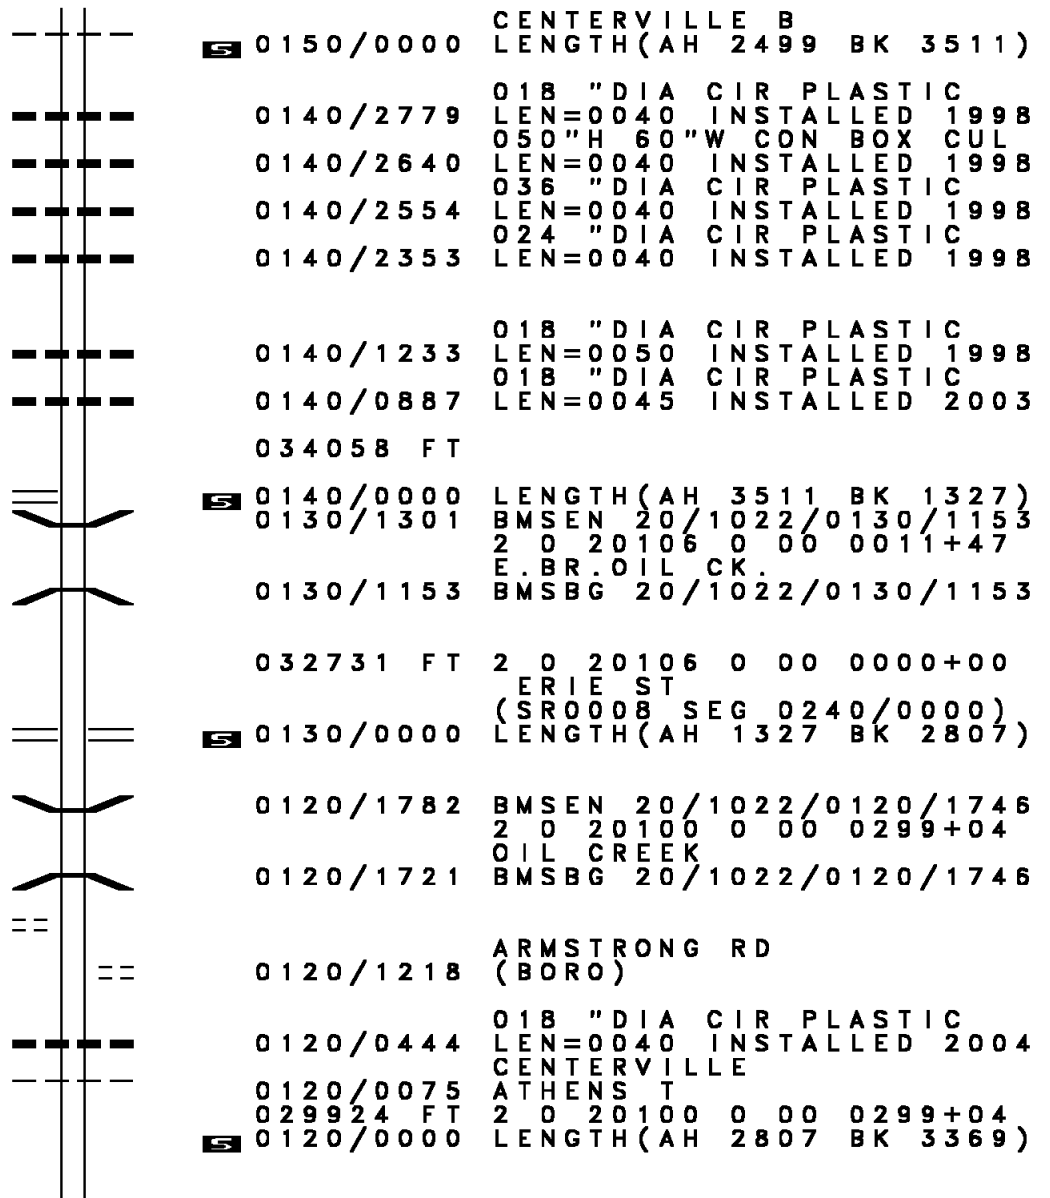 CENTERVILLE B
S 0150/0000 LENGTH(AH 2499 BK 3511)
018 "DIA CIR PLASTIC
0140/2779 LEN=0040 INSTALLED 1998
050"H 60"W CON BOX CUL
0140/2640 LEN=0040 INSTALLED 1998
036 "DIA CIR PLASTIC
0140/2554 LEN=0040 INSTALLED 1998
024 "DIA CIR PLASTIC
0140/2353 LEN=0040 INSTALLED 1998
018 "DIA CIR PLASTIC
0140/1233 LEN=0050 INSTALLED 1998
018 "DIA CIR PLASTIC
0140/0887 LEN=0045 INSTALLED 2003
034058 FT
S 0140/0000 LENGTH(AH 3511 BK 1327)
0130/1301 BMSEN 20/1022/0130/1153
2 0 20106 0 00 0011+47
E.BR.OIL CK.
0130/1153 BMSBG 20/1022/0130/1153
032731 FT 2 0 20106 0 00 0000+00
ERIE ST
(SR0008 SEG 0240/0000)
S 0130/0000 LENGTH(AH 1327 BK 2807)
0120/1782 BMSEN 20/1022/0120/1746
2 0 20100 0 00 0299+04
OIL CREEK
0120/1721 BMSBG 20/1022/0120/1746
ARMSTRONG RD
0120/1218 (BORO)
018 "DIA CIR PLASTIC
0120/0444 LEN=0040 INSTALLED 2004
CENTERVILLE
0120/0075 ATHENS T
029924 FT 2 0 20100 0 00 0299+04
S 0120/0000 LENGTH(AH 2807 BK 3369)